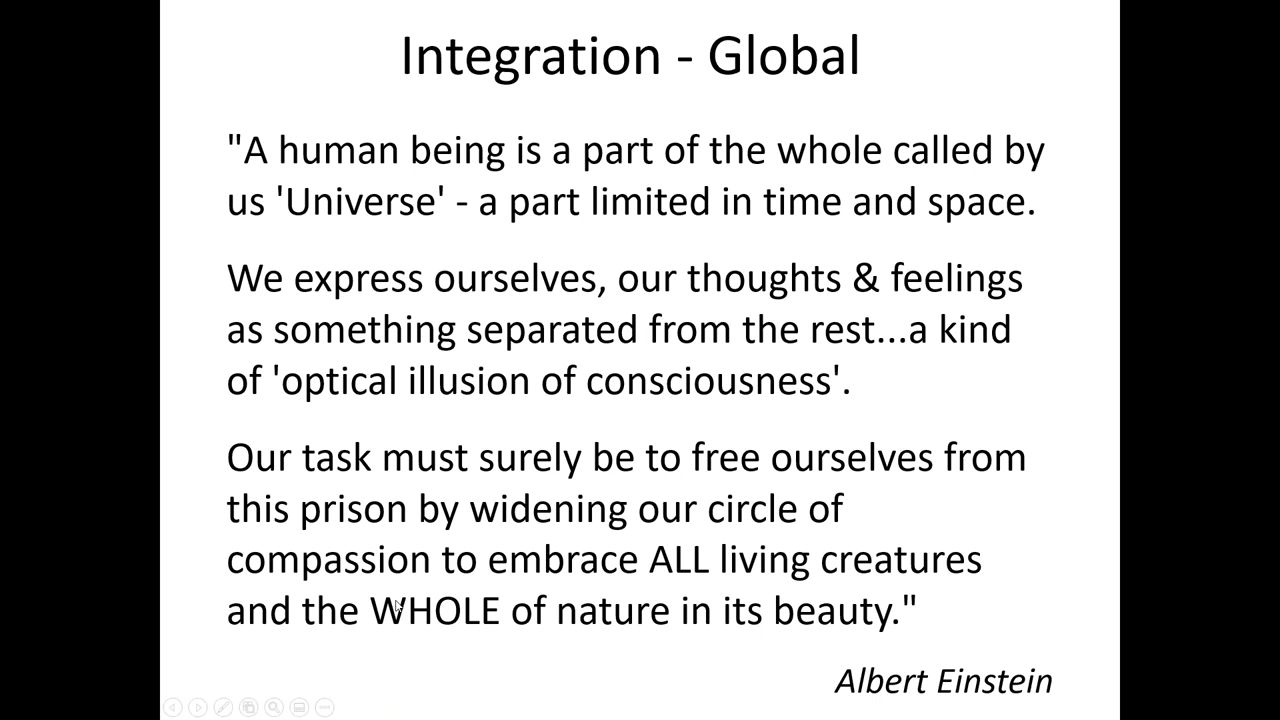 Integration - Global
"A human being is a part of the whole called by
us 'Universe' - a part limited in time and space.
We express ourselves, our thoughts & feelings
as something separated from the rest...a kind
of 'optical illusion of consciousness'.
Our task must surely be to free ourselves from
this prison by widening our circle of
compassion to embrace ALL living creatures
and the WHOLE of nature in its beauty."
Albert Einstein